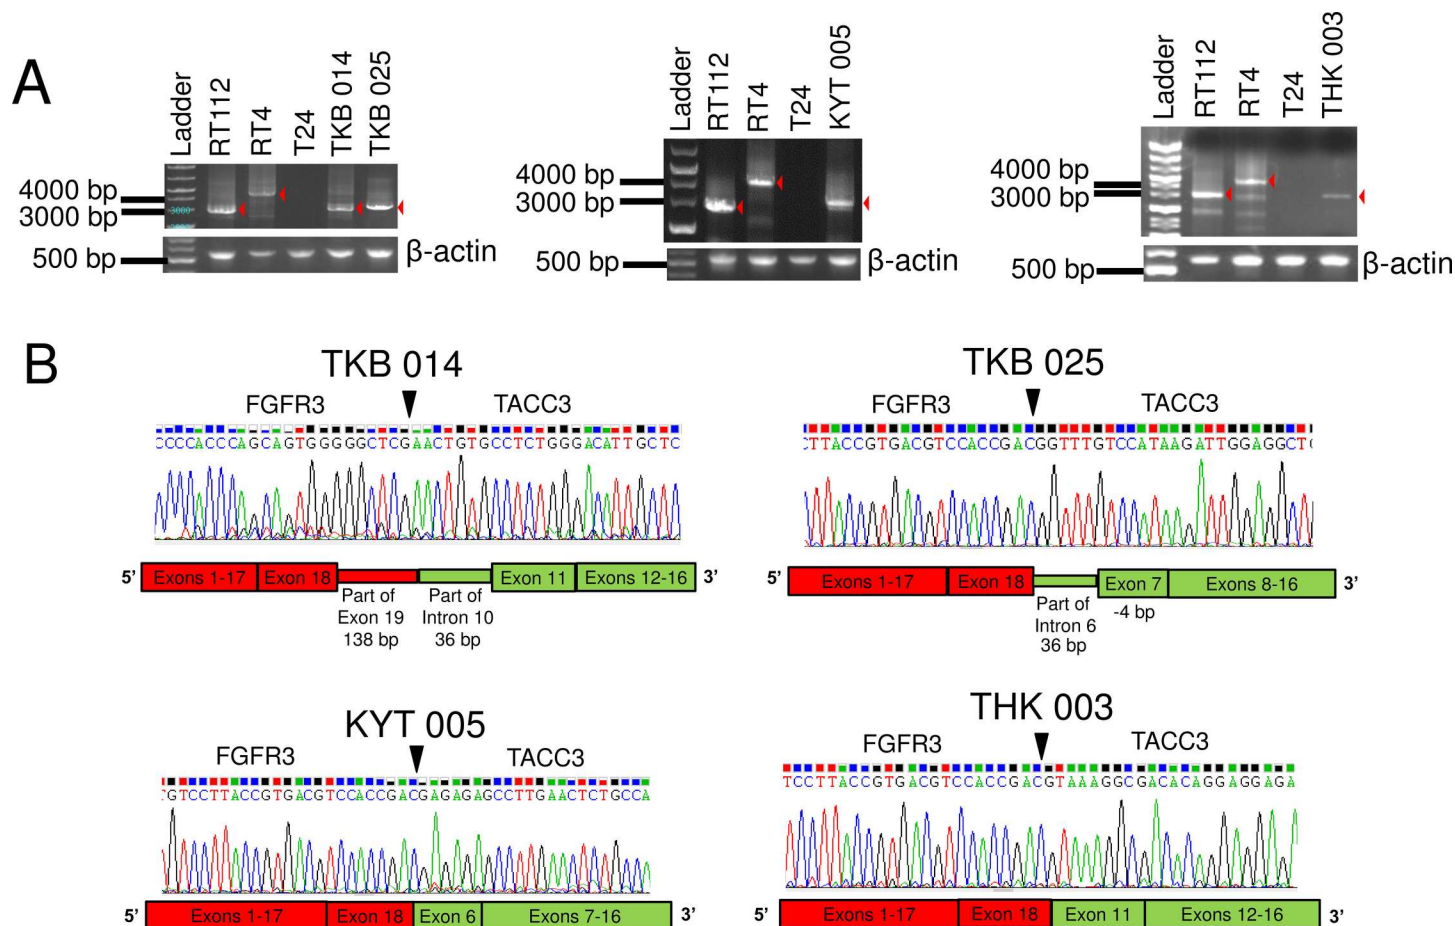 A
Ladder
RT112
RT4
T24
TKB 014
TKB 025
4000 bp
3000 bp
3000
500 bp
β-actin
Ladder
RT112
RT4
T24
KYT 005
4000 bp
3000 bp
500 bp
β-actin
Ladder
RT112
RT4
T24
THK 003
4000 bp
3000 bp
500 bp
β-actin
B
TKB 014
FGFR3
TACC3
CCCCACCCAGCAGTGGGGGCTCGAACTGTGCCTCTGGGACATTGCTC
5’ Exons 1-17 Exon 18 Exon 11 Exons 12-16 3’
Part of
Exon 19
138 bp
Part of
Intron 10
36 bp
TKB 025
FGFR3
TACC3
CTTACCGTGACGTCCACCGACGGTTTGTCCATAAGATTGGAGGCT
5’ Exons 1-17 Exon 18 Exon 7 Exons 8-16 3’
Part of
Intron 6
36 bp
-4 bp
KYT 005
FGFR3
TACC3
GTCCTTACCGTGACGTCCACCGACGAGAGAGCCTTGAACTCTGCCA
5’ Exons 1-17 Exon 18 Exon 6 Exons 7-16 3’
THK 003
FGFR3
TACC3
TCCTTACCGTGACGTCCACCGACGTAAAGGCGACACAGGAGGAGA
5’ Exons 1-17 Exon 18 Exon 11 Exons 12-16 3’